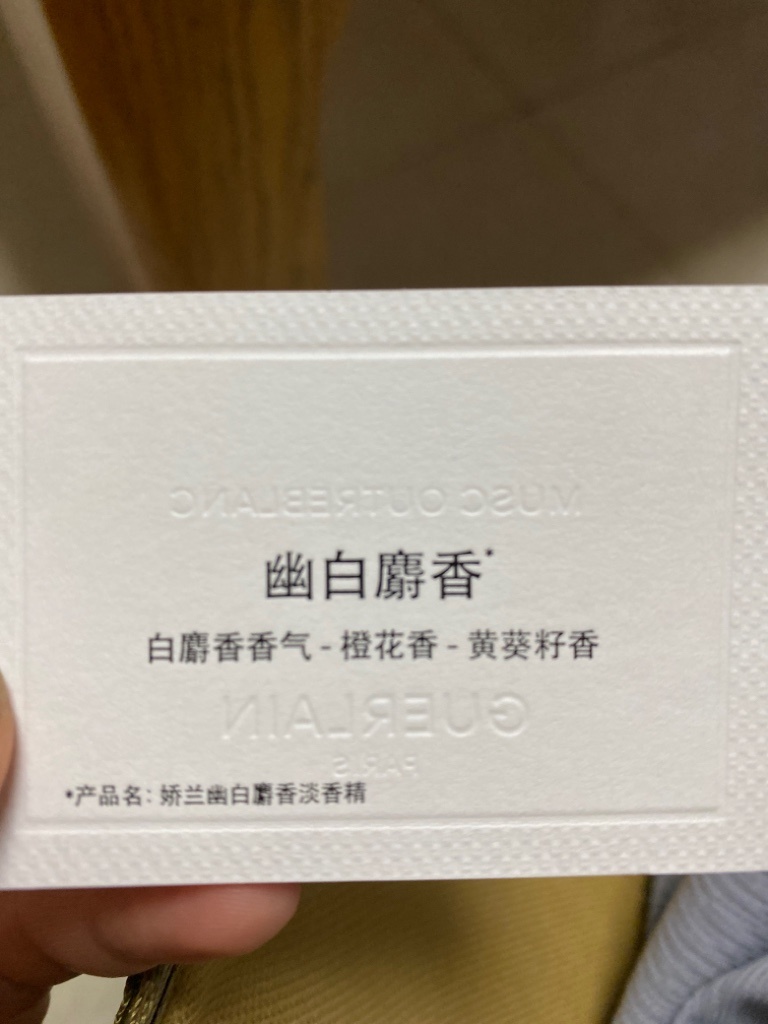 MUSC OUTREBLANC
幽白麝香*
白麝香香气 - 橙花香 - 黄葵籽香
GUERLAIN
PARIS
*产品名: 娇兰幽白麝香淡香精